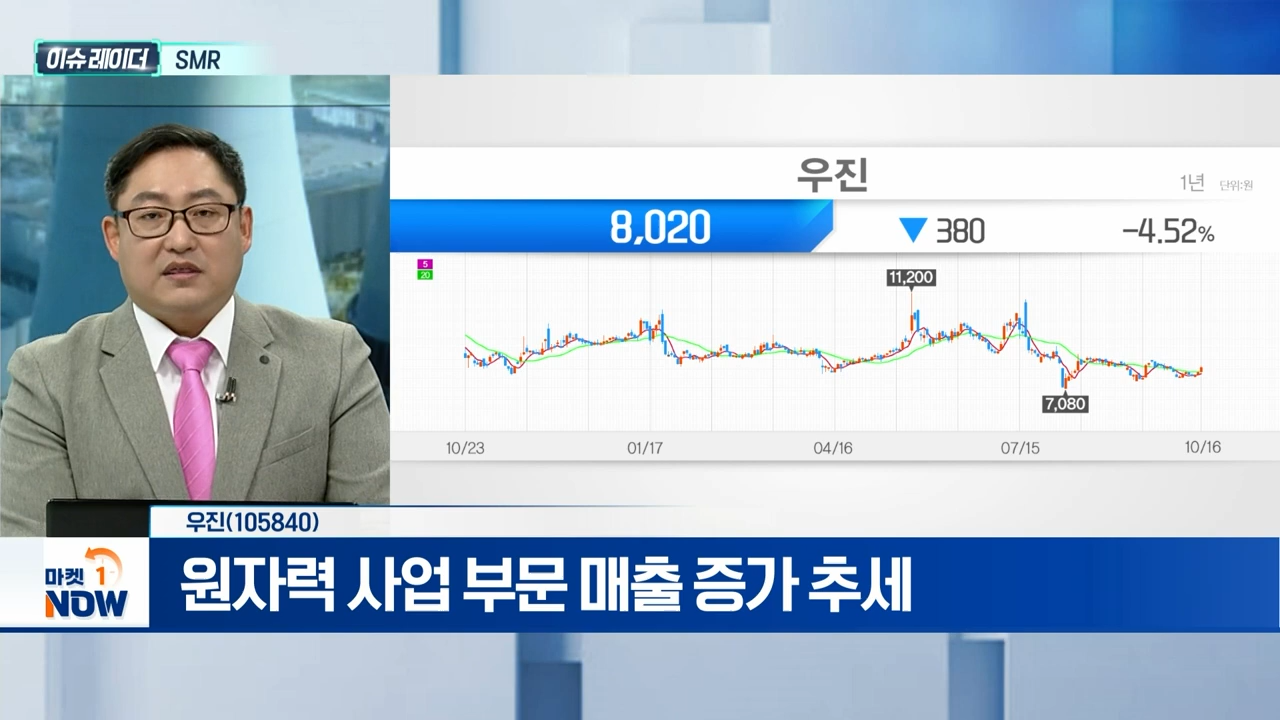 이슈레이더 SMR
우진
1년 단위:원
8,020 ▼ 380 -4.52%
5
20
11,200
7,080
10/23 01/17 04/16 07/15 10/16
우진(105840)
마켓 1
NOW
원자력 사업 부문 매출 증가 추세